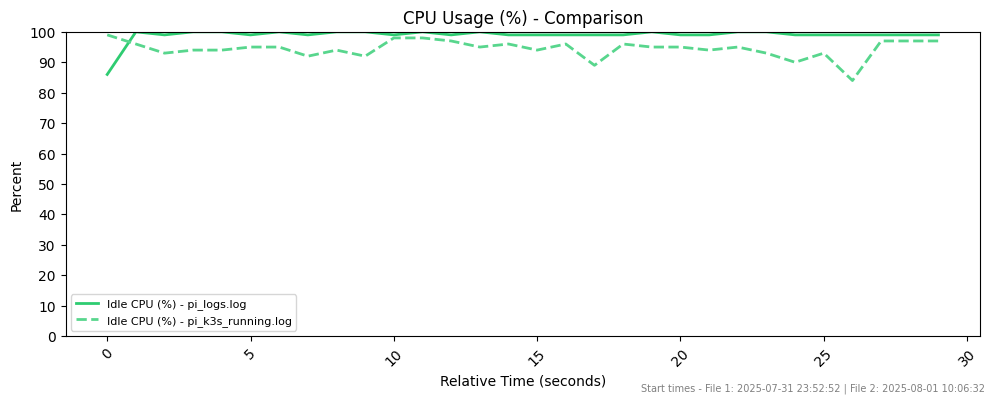 CPU Usage (%) - Comparison
100
90
80
70
60
50
40
30
20
10
0
Percent
Idle CPU (%) - pi_logs.log
Idle CPU (%) - pi_k3s_running.log
0 5 10 15 20 25 30
Relative Time (seconds)
Start times - File 1: 2025-07-31 23:52:52 | File 2: 2025-08-01 10:06:32